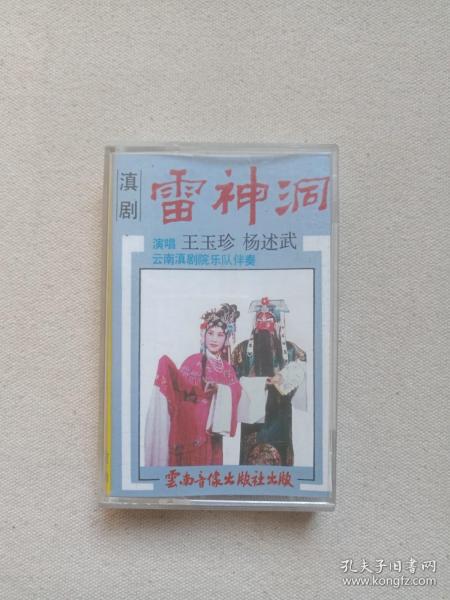 滇剧
雷神洞
演唱 王玉珍 杨述武
云南滇剧院乐队伴奏
雲南音像出版社出版
孔夫子旧书网
www.kongfz.com